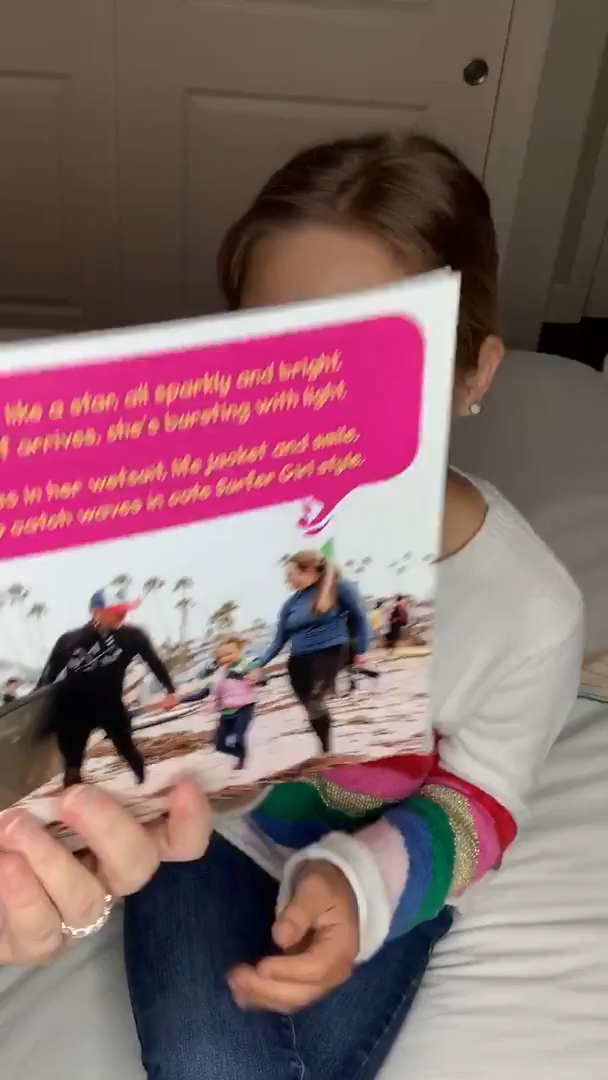 like a star, all sparkly and bright,
arrives, she's bursting with light.
in her wetsuit, life jacket and smile,
catch waves in cute Surfer Girl style.